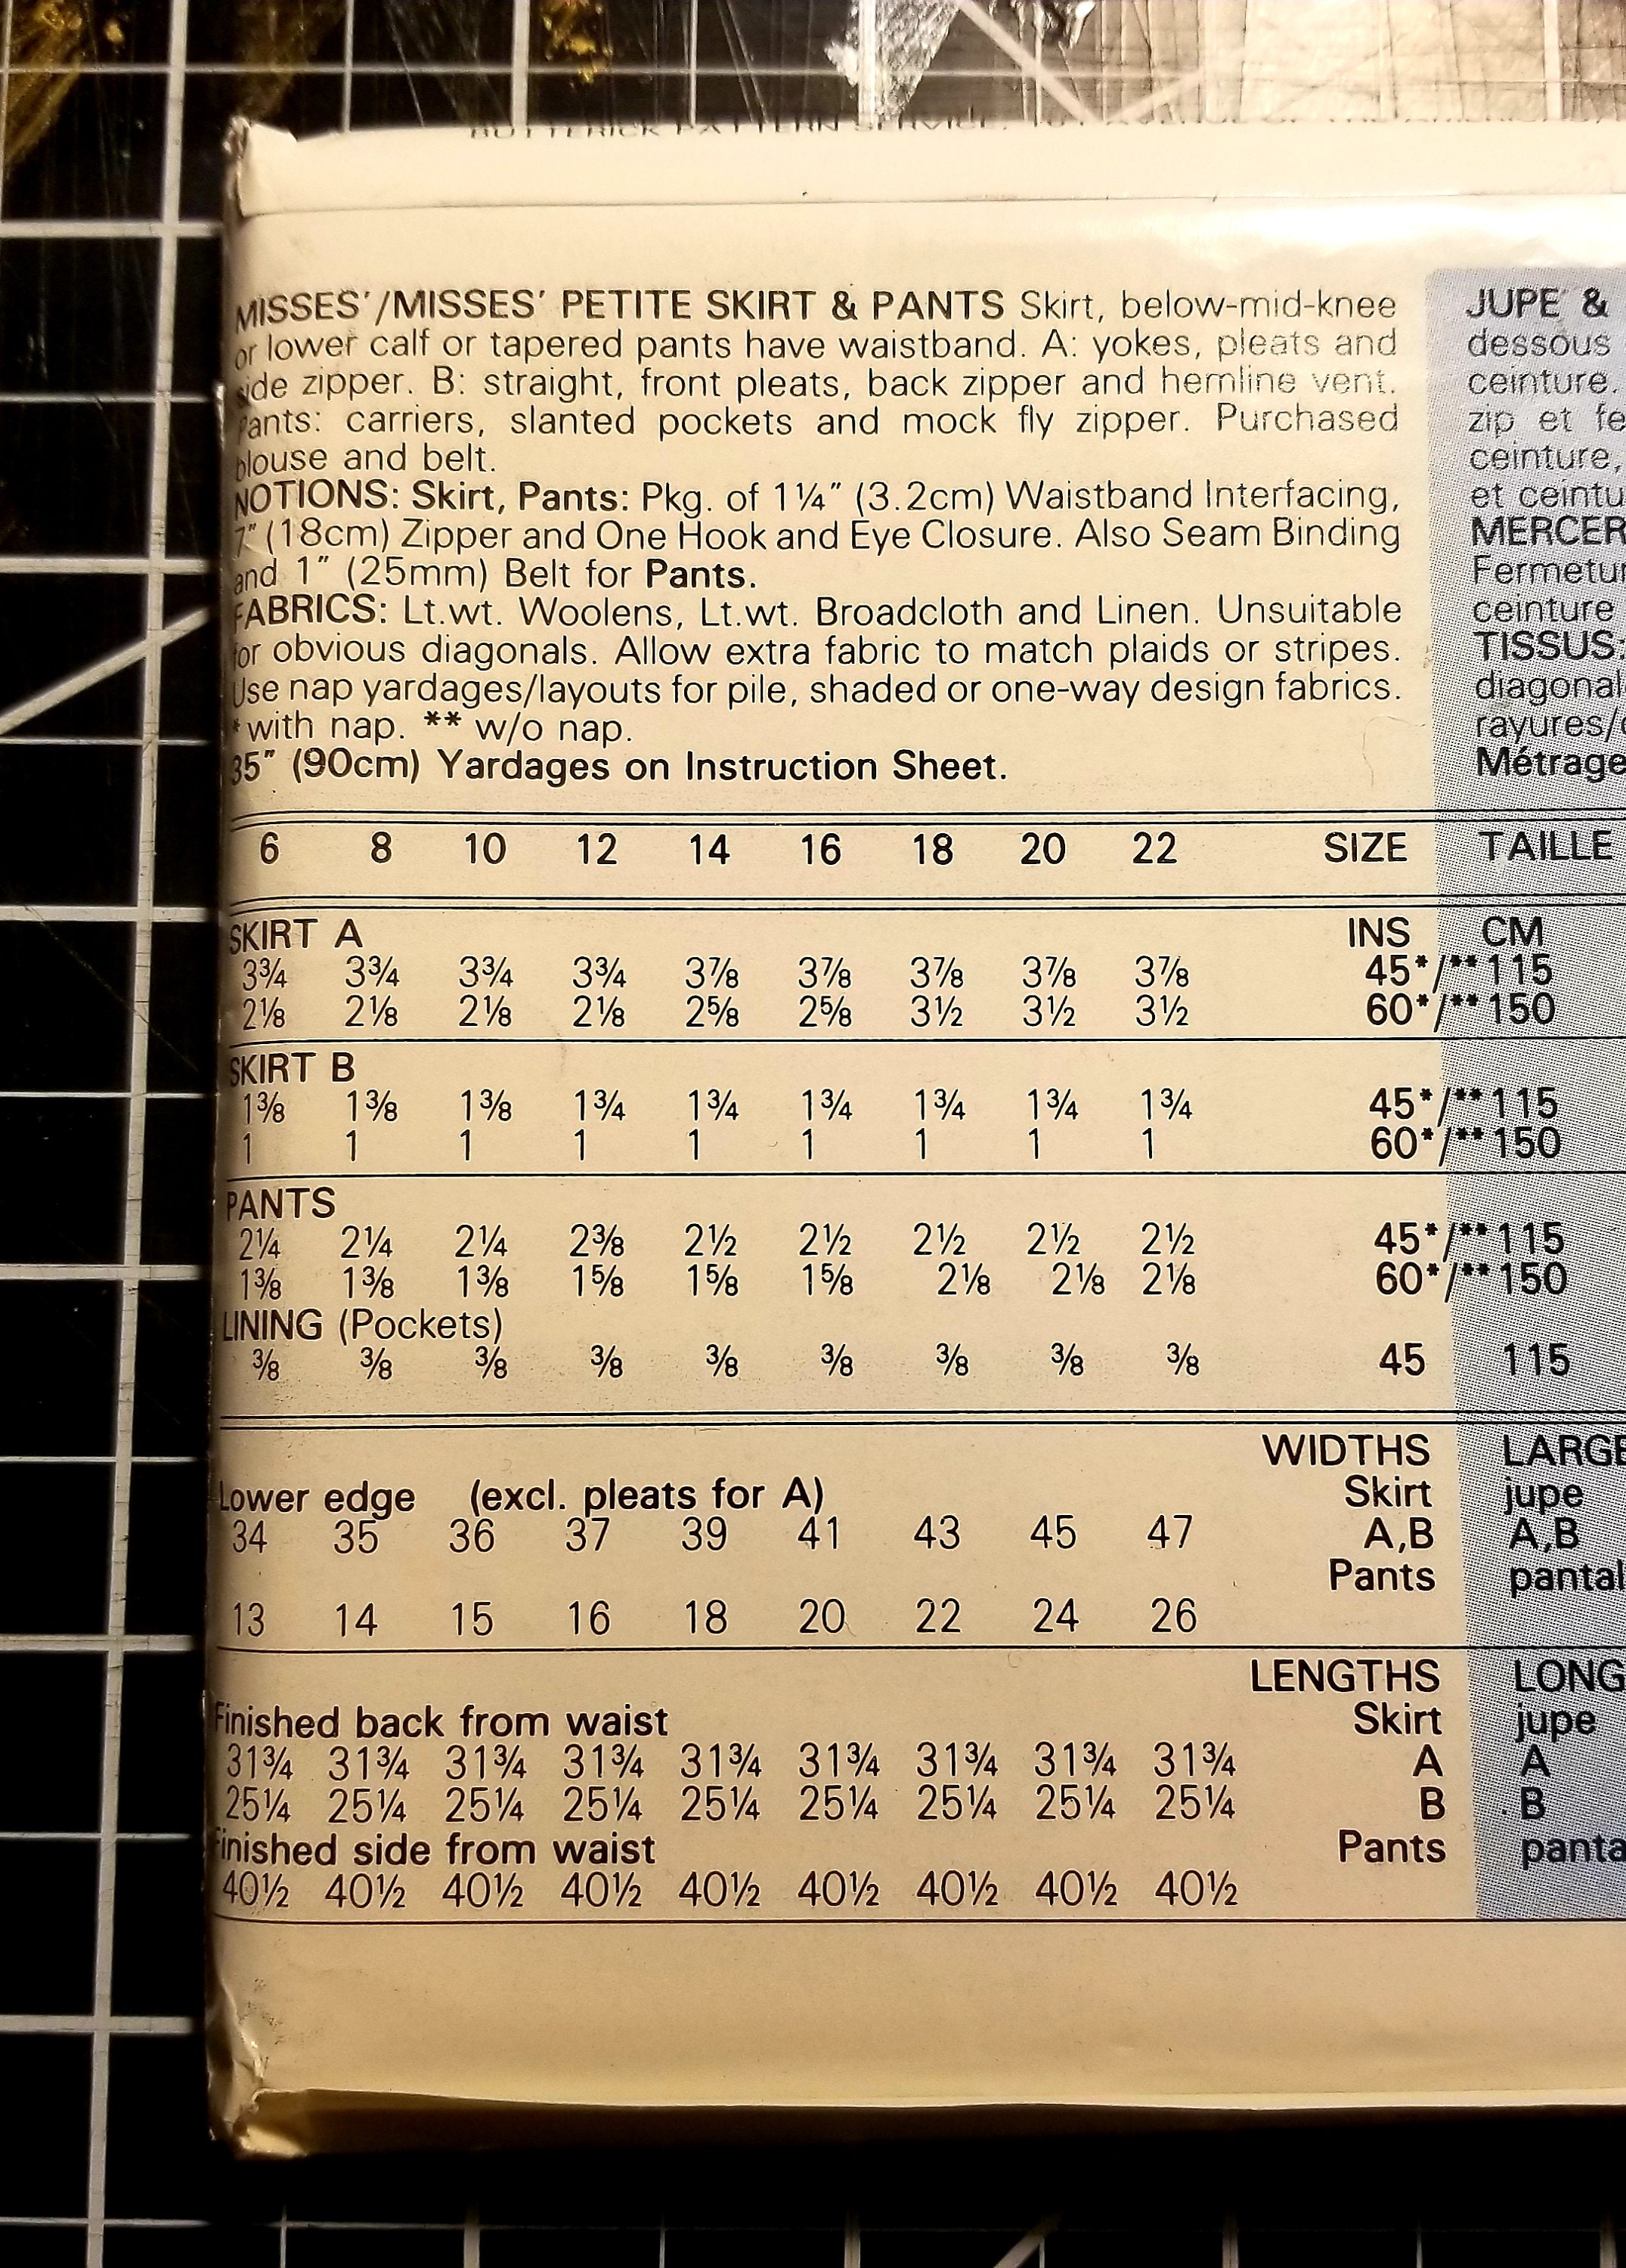 BUTTERICK PATTERN SERVICE,
MISSES'/MISSES' PETITE SKIRT & PANTS Skirt, below-mid-knee
or lower calf or tapered pants have waistband. A: yokes, pleats and
side zipper. B: straight, front pleats, back zipper and hemline vent.
Pants: carriers, slanted pockets and mock fly zipper. Purchased
blouse and belt.
NOTIONS: Skirt, Pants: Pkg. of 1¼" (3.2cm) Waistband Interfacing,
7" (18cm) Zipper and One Hook and Eye Closure. Also Seam Binding
and 1" (25mm) Belt for Pants.
FABRICS: Lt.wt. Woolens, Lt.wt. Broadcloth and Linen. Unsuitable
for obvious diagonals. Allow extra fabric to match plaids or stripes.
Use nap yardages/layouts for pile, shaded or one-way design fabrics.
* with nap. ** w/o nap.
35" (90cm) Yardages on Instruction Sheet.
JUPE &
dessous
ceinture.
zip et fe
ceinture,
et ceintu
MERCER
Fermetur
ceinture
TISSUS:
diagonal
rayures/
Métrage
6 8 10 12 14 16 18 20 22 SIZE TAILLE
SKIRT A INS CM
3¾ 3¾ 3¾ 3¾ 3⅞ 3⅞ 3⅞ 3⅞ 3⅞ 45*/** 115
2⅛ 2⅛ 2⅛ 2⅛ 2⅝ 2⅝ 3½ 3½ 3½ 60*/** 150
SKIRT B
1⅜ 1⅜ 1⅜ 1¾ 1¾ 1¾ 1¾ 1¾ 1¾ 45*/** 115
1 1 1 1 1 1 1 1 1 60*/** 150
PANTS
2¼ 2¼ 2¼ 2⅜ 2½ 2½ 2½ 2½ 2½ 45*/** 115
1⅜ 1⅜ 1⅜ 1⅝ 1⅝ 1⅝ 2⅛ 2⅛ 2⅛ 60*/** 150
LINING (Pockets)
⅜ ⅜ ⅜ ⅜ ⅜ ⅜ ⅜ ⅜ ⅜ 45 115
WIDTHS LARGE
Lower edge (excl. pleats for A) Skirt jupe
34 35 36 37 39 41 43 45 47 A,B A,B
Pants pantal
13 14 15 16 18 20 22 24 26
LENGTHS LONG
Finished back from waist Skirt jupe
31¾ 31¾ 31¾ 31¾ 31¾ 31¾ 31¾ 31¾ 31¾ A A
25¼ 25¼ 25¼ 25¼ 25¼ 25¼ 25¼ 25¼ 25¼ B B
Finished side from waist Pants panta
40½ 40½ 40½ 40½ 40½ 40½ 40½ 40½ 40½